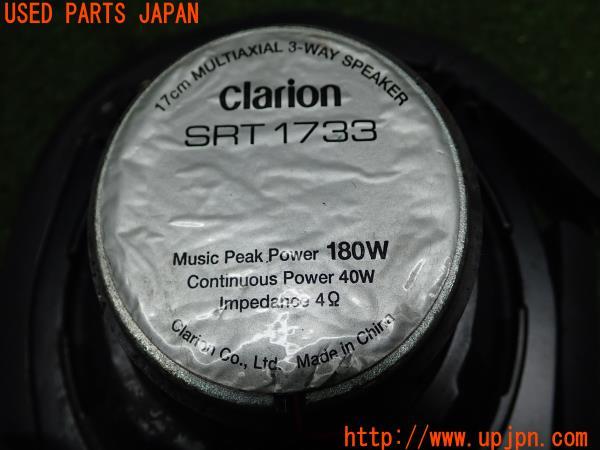 USED PARTS JAPAN
17cm MULTIAXIAL 3-WAY SPEAKER
clarion
SRT 1733
Music Peak Power 180W
Continuous Power 40W
Impedance 4Ω
Clarion Co., Ltd. Made in China
http://www.upjpn.com